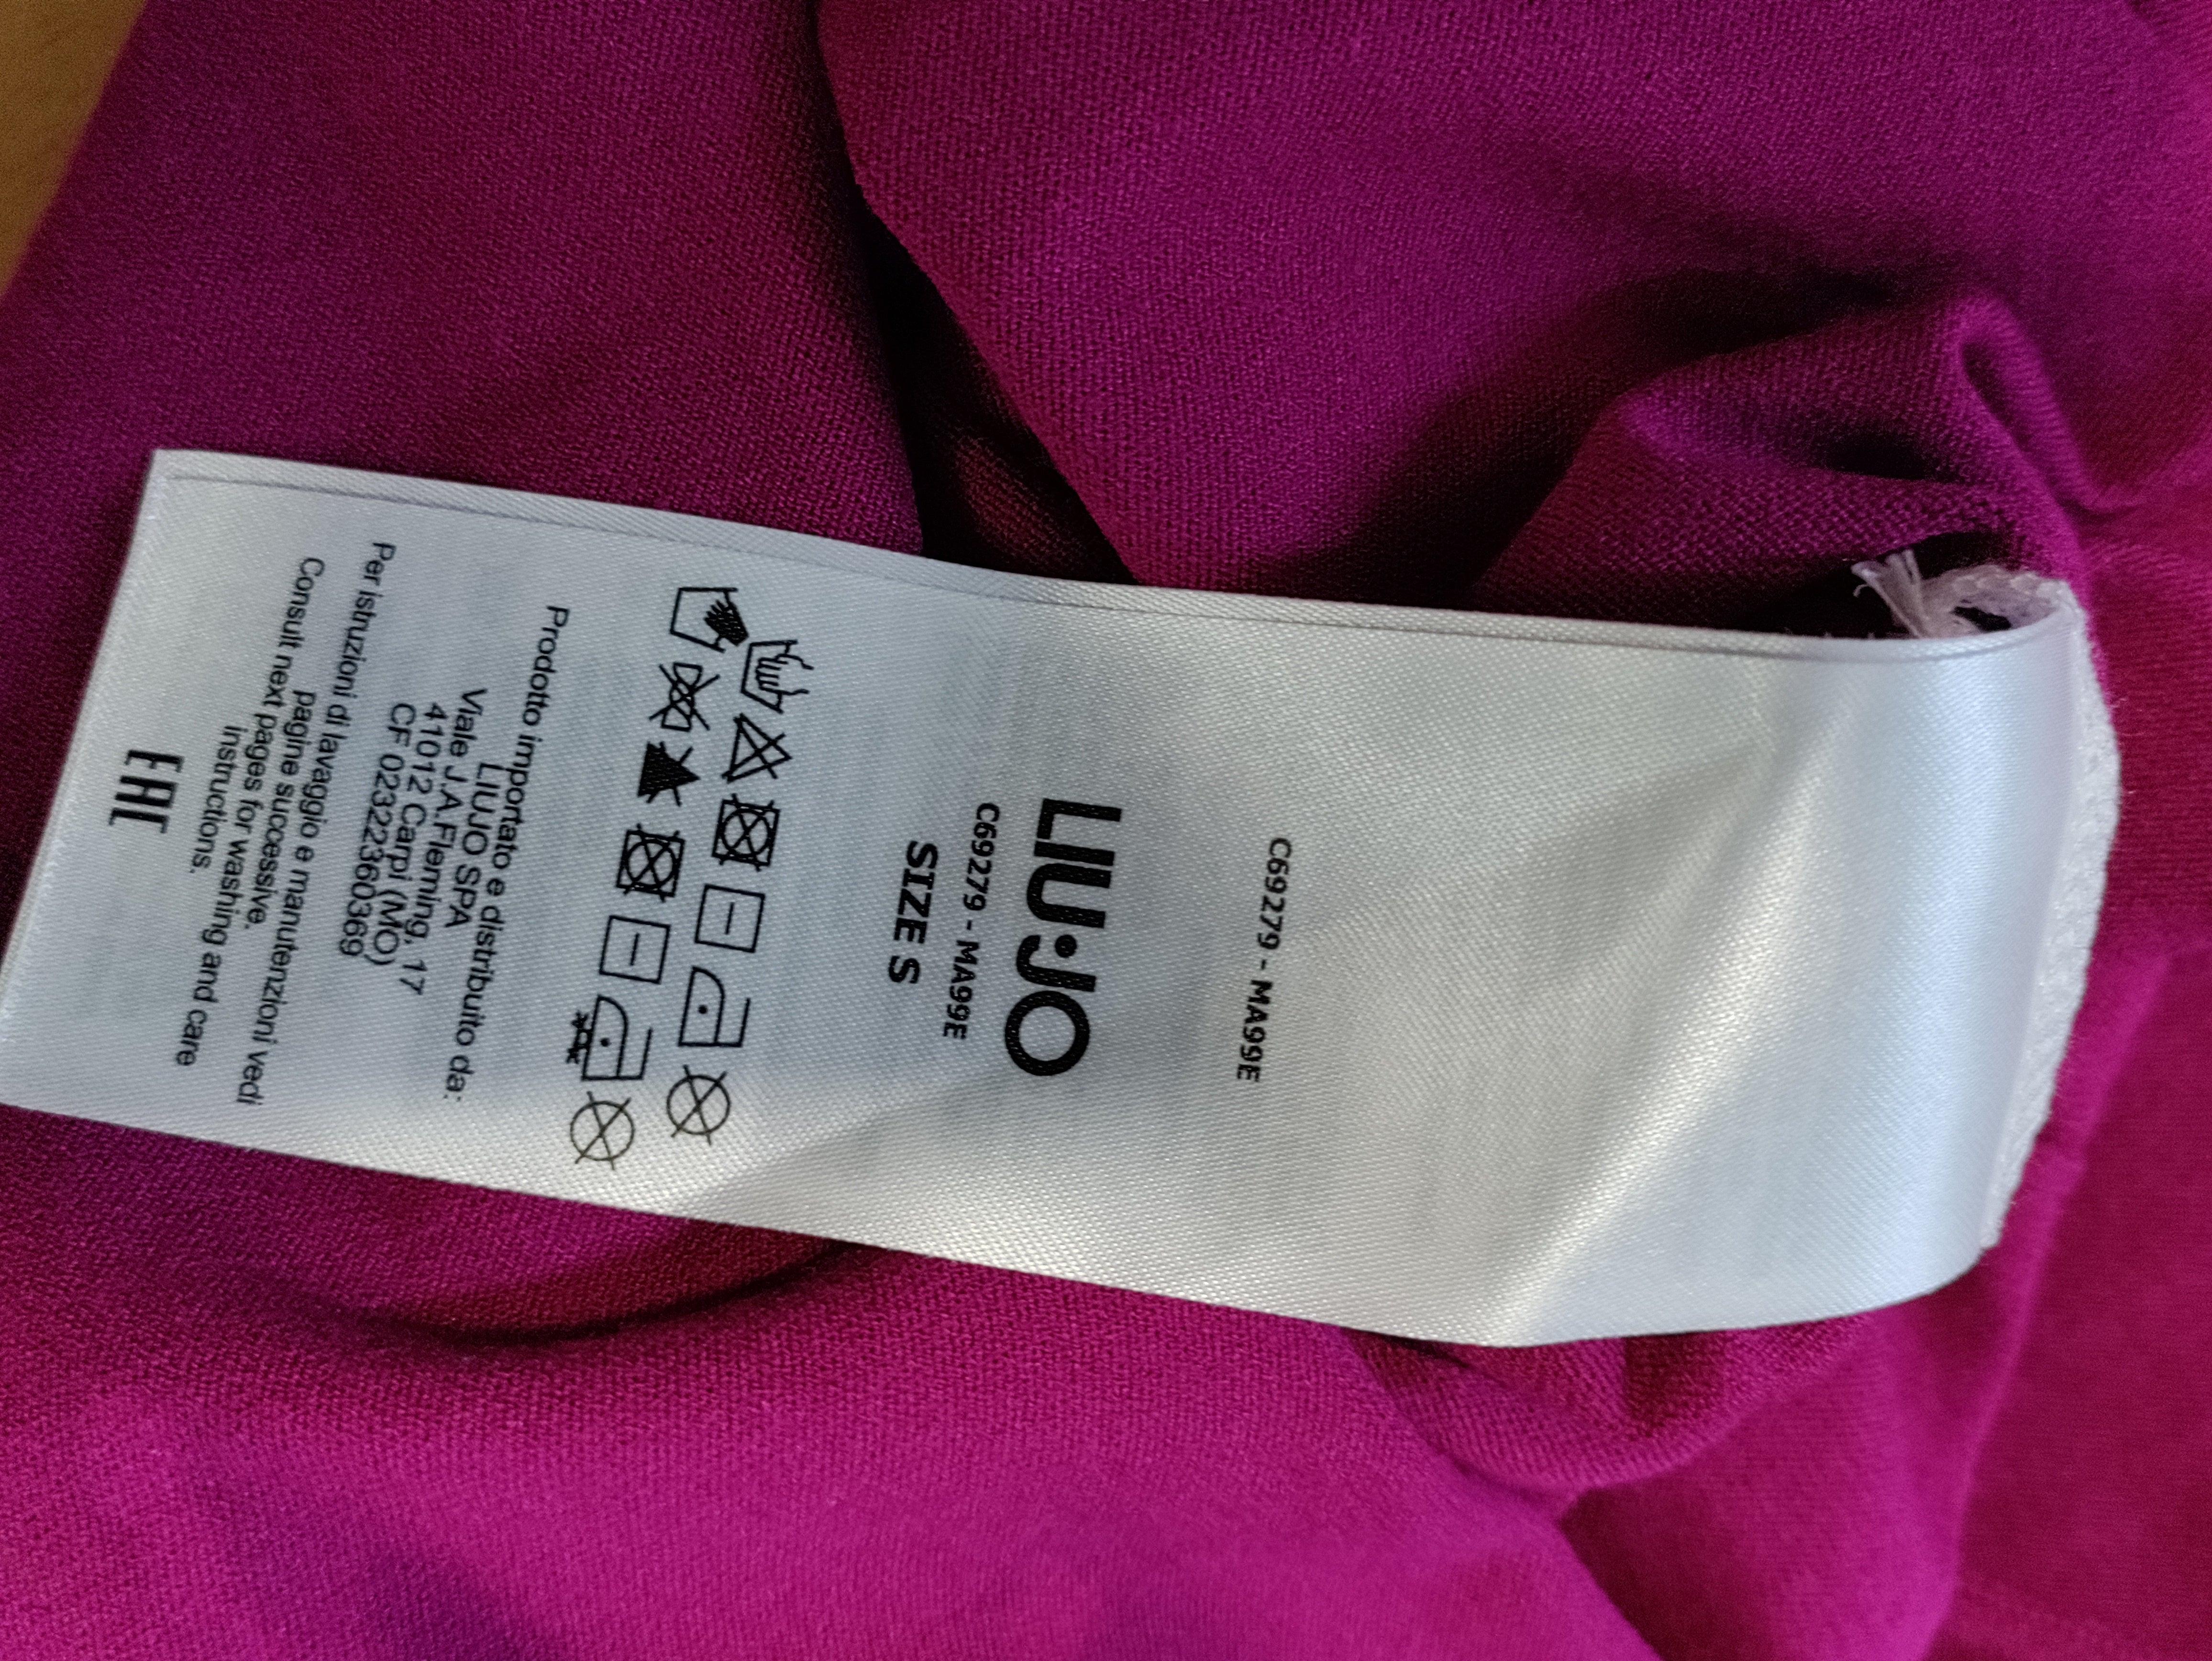 C69279 - MA99E
LIU·JO
C69279 - MA99E
SIZE S
Prodotto importato e distribuito da:
LIUJO SPA
Viale J.A.Fleming, 17
41012 Carpi (MO)
CF 02322360369
Per istruzioni di lavaggio e manutenzioni vedi
pagine successive.
Consult next pages for washing and care
instructions.
EAC